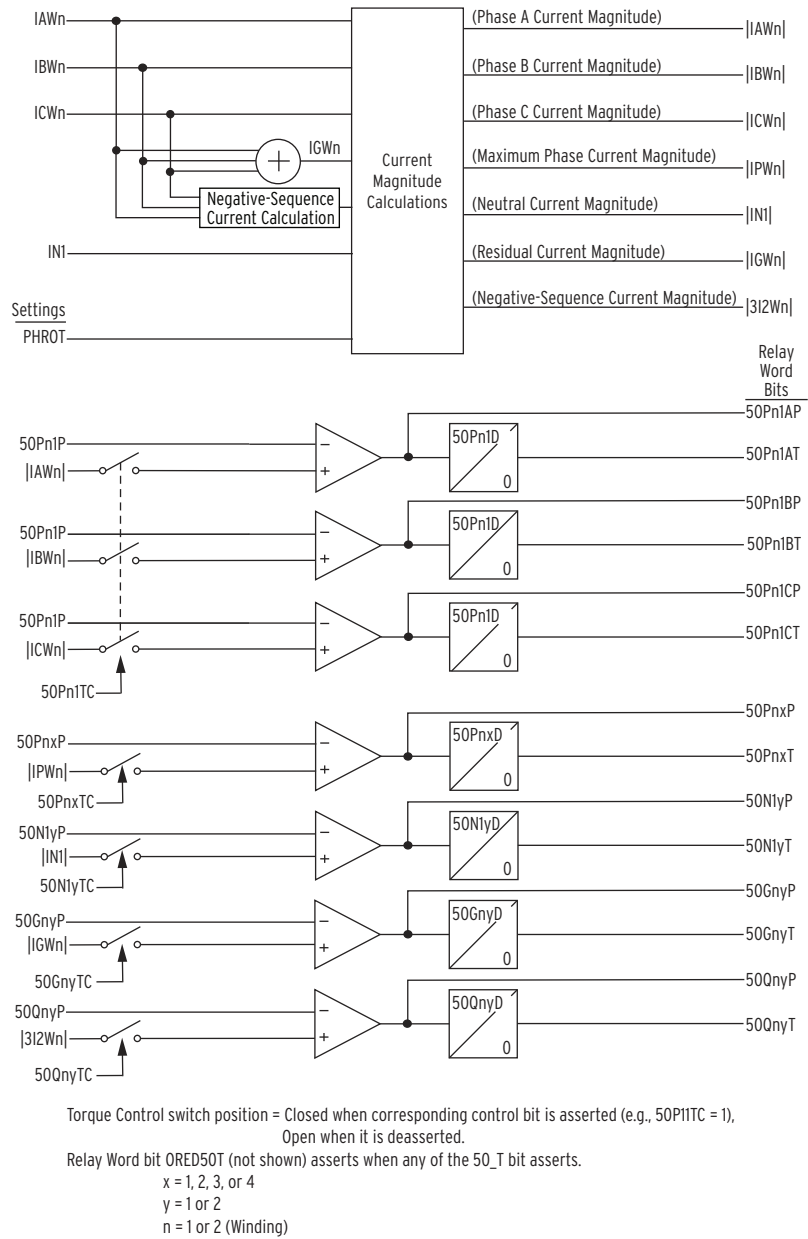 IAWn
IBWn
ICWn
IGWn
Negative-Sequence
Current Calculation
IN1
Settings
PHROT
Current
Magnitude
Calculations
(Phase A Current Magnitude)
|IAWn|
(Phase B Current Magnitude)
|IBWn|
(Phase C Current Magnitude)
|ICWn|
(Maximum Phase Current Magnitude)
|IPWn|
(Neutral Current Magnitude)
|IN1|
(Residual Current Magnitude)
|IGWn|
(Negative-Sequence Current Magnitude)
|3I2Wn|
Relay
Word
Bits
50Pn1P
|IAWn|
–
+
50Pn1D
0
50Pn1AP
50Pn1AT
50Pn1P
|IBWn|
–
+
50Pn1D
0
50Pn1BP
50Pn1BT
50Pn1P
|ICWn|
50Pn1TC
–
+
50Pn1D
0
50Pn1CP
50Pn1CT
50PnxP
|IPWn|
50PnxTC
–
+
50PnxD
0
50PnxP
50PnxT
50N1yP
|IN1|
50N1yTC
–
+
50N1yD
0
50N1yP
50N1yT
50GnyP
|IGWn|
50GnyTC
–
+
50GnyD
0
50GnyP
50GnyT
50QnyP
|3I2Wn|
50QnyTC
–
+
50QnyD
0
50QnyP
50QnyT
Torque Control switch position = Closed when corresponding control bit is asserted (e.g., 50P11TC = 1),
Open when it is deasserted.
Relay Word bit ORED50T (not shown) asserts when any of the 50_T bit asserts.
x = 1, 2, 3, or 4
y = 1 or 2
n = 1 or 2 (Winding)